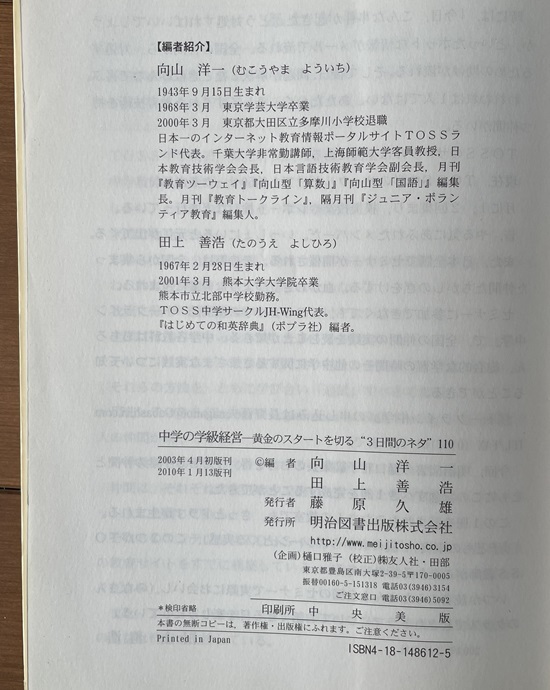 【編者紹介】
向山 洋一（むこうやま よういち）
1943年９月15日生まれ
1968年３月 東京学芸大学卒業
2000年３月 東京都大田区立多摩川小学校退職
日本一のインターネット教育情報ポータルサイトＴＯＳＳラ
ンド代表。千葉大学非常勤講師，上海師範大学客員教授，日
本教育技術学会会長，日本言語技術教育学会副会長，月刊
『教育ツーウェイ』『向山型「算数」』『向山型「国語」』編集
長。月刊『教育トークライン』，隔月刊『ジュニア・ボラン
ティア教育』編集人。
田上 善浩（たのうえ よしひろ）
1967年２月28日生まれ
2001年３月 熊本大学大学院卒業
熊本市立北部中学校勤務。
ＴＯＳＳ中学サークルJH-Wing代表。
『はじめての和英辞典』（ポプラ社）編者。
中学の学級経営―黄金のスタートを切る“３日間のネタ”110
2003年４月初版刊 ©編 者 向 山 洋 一
2010年１月13版刊 田 上 善 浩
発行者 藤 原 久 雄
発行所 明治図書出版株式会社
http://www.meijitosho.co.jp
(企画)樋口雅子 (校正)㈱友人社・田部
東京都豊島区南大塚2-39-5〒170-0005
振替00160-5-151318 電話03(3946)3154
ご注文窓口 電話03(3946)5092
＊検印省略 印刷所 中 央 美 版
本書の無断コピーは，著作権・出版権にふれます。ご注意ください。
Printed in Japan
ISBN4-18-148612-5